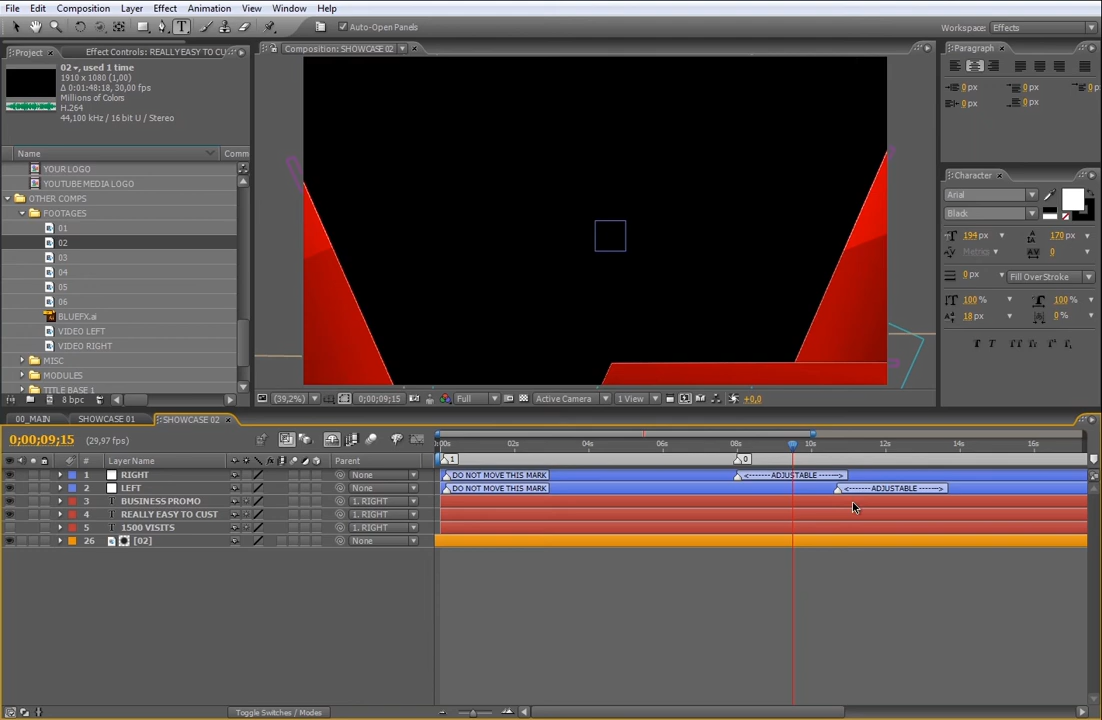 File Edit Composition Layer Effect Animation View Window Help
Auto-Open Panels
Workspace: Effects
Project
Effect Controls: REALLY EASY TO CU
Composition: SHOWCASE 02
Paragraph
02, used 1 time
1910 x 1080 (1,00)
Δ 0:01:48:18, 30,00 fps
Millions of Colors
H.264
44,100 kHz / 16 bit U / Stereo
0 px 0 px 0 px
0 px 0 px
Name Comm
YOUR LOGO
YOUTUBE MEDIA LOGO
OTHER COMPS
FOOTAGES
01
02
03
04
05
06
BLUEFX.ai
VIDEO LEFT
VIDEO RIGHT
MISC
MODULES
TITLE BASE 1
8 bpc
Character
Arial
Black
194 px 170 px
Metrics 0
0 px Fill Over Stroke
100 % 100 %
18 px 0 %
T T TT Tt T' T,
(39,2%) 0;00;09;15 Full Active Camera 1 View +0,0
00_MAIN SHOWCASE 01 SHOWCASE 02
0;00;09;15 (29,97 fps)
:00s 02s 04s 06s 08s 10s 12s 14s 16s
# Layer Name Parent
1 0
1 RIGHT None DO NOT MOVE THIS MARK <-------ADJUSTABLE ------>
2 LEFT None DO NOT MOVE THIS MARK <-------ADJUSTABLE ------>
3 BUSINESS PROMO 1. RIGHT
4 REALLY EASY TO CUST 1. RIGHT
5 1500 VISITS 1. RIGHT
26 [02] None
Toggle Switches / Modes